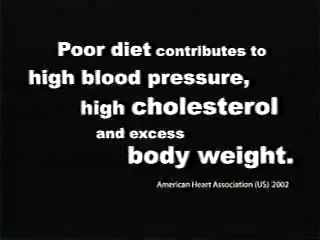 Poor diet contributes to
high blood pressure,
high cholesterol
and excess
body weight.
American Heart Association (US) 2002